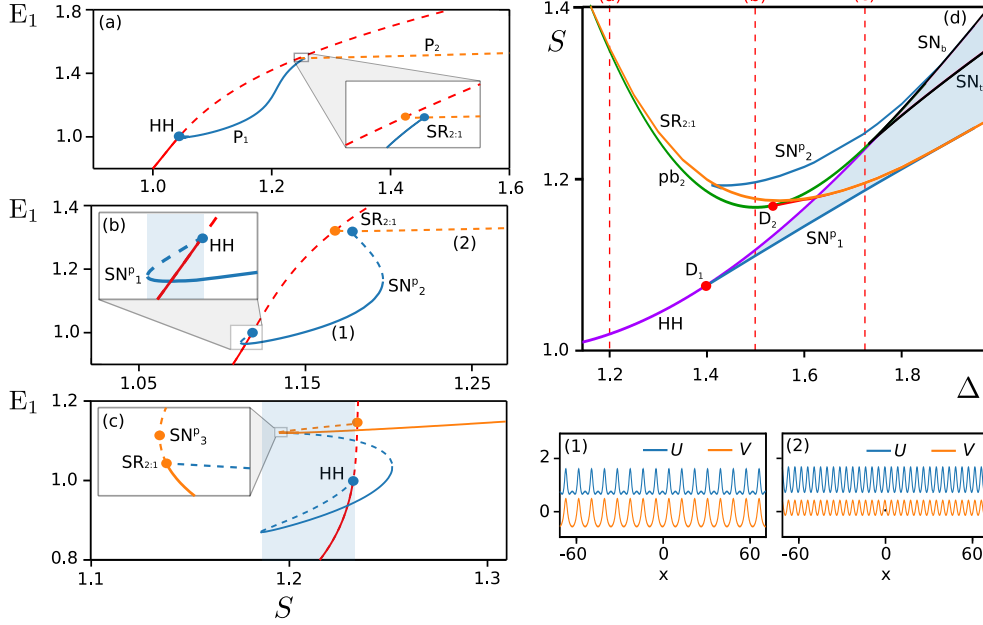 E1
(a)
1.8
1.4
1.0
HH
P1
P2
SR2:1
1.0
1.2
1.4
1.6
E1
(b)
1.4
1.2
1.0
HH
SNp1
SR2:1
(2)
SNp2
(1)
1.05
1.15
1.25
E1
(c)
1.2
1.0
0.8
SNp3
SR2:1
HH
1.1
1.2
1.3
S
S
1.4
1.2
1.0
(d)
SNb
SNt
SR2:1
SNp2
pb2
D2
SNp1
D1
HH
1.2
1.4
1.6
1.8
Δ
(1)
U
V
2
0
-60
0
60
x
(2)
U
V
-60
0
60
x